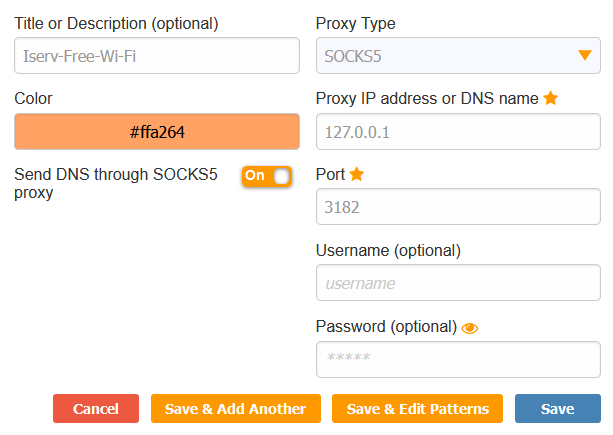 Title or Description (optional)
Iserv-Free-Wi-Fi
Color
#ffa264
Send DNS through SOCKS5
proxy
On
Proxy Type
SOCKS5
Proxy IP address or DNS name
127.0.0.1
Port
3182
Username (optional)
username
Password (optional)
*****
Cancel
Save & Add Another
Save & Edit Patterns
Save